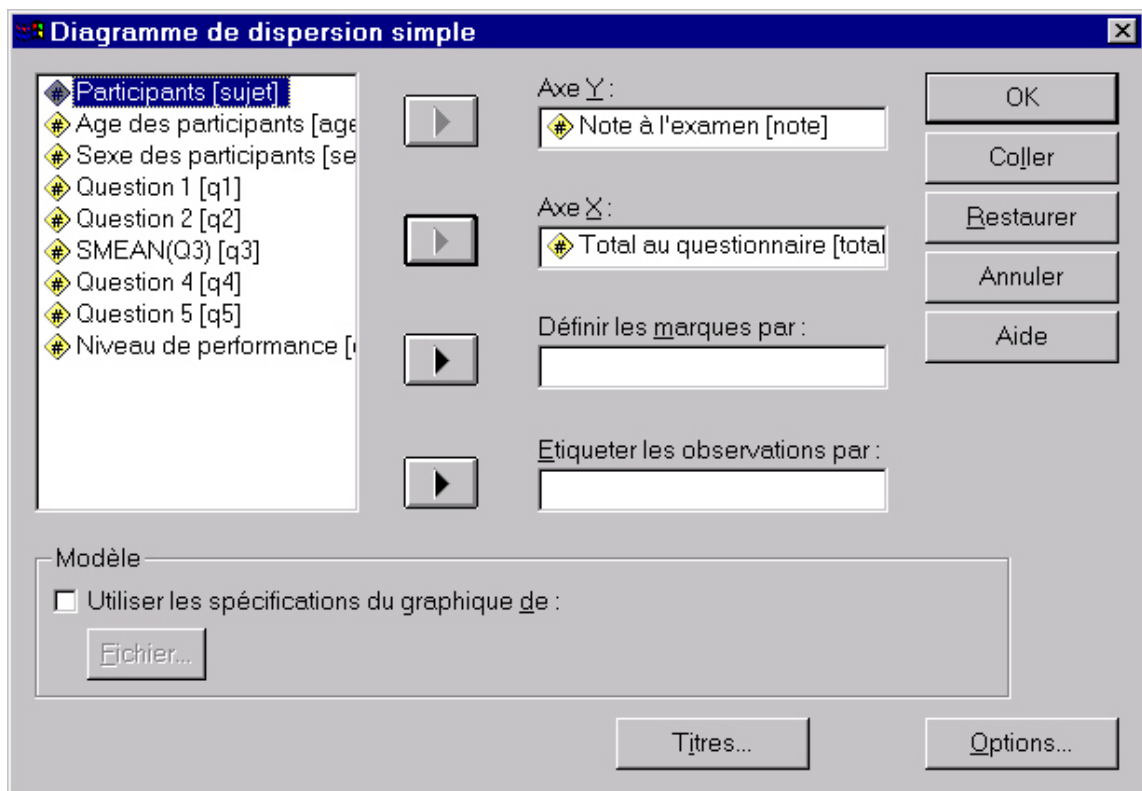 Diagramme de dispersion simple
Participants [sujet]
Age des participants [age
Sexe des participants [se
Question 1 [q1]
Question 2 [q2]
SMEAN(Q3) [q3]
Question 4 [q4]
Question 5 [q5]
Niveau de performance [
Axe Y :
Note à l'examen [note]
Axe X :
Total au questionnaire [total
Définir les marques par :
Etiqueter les observations par :
OK
Coller
Restaurer
Annuler
Aide
Modèle
Utiliser les spécifications du graphique de :
Fichier...
Titres...
Options...